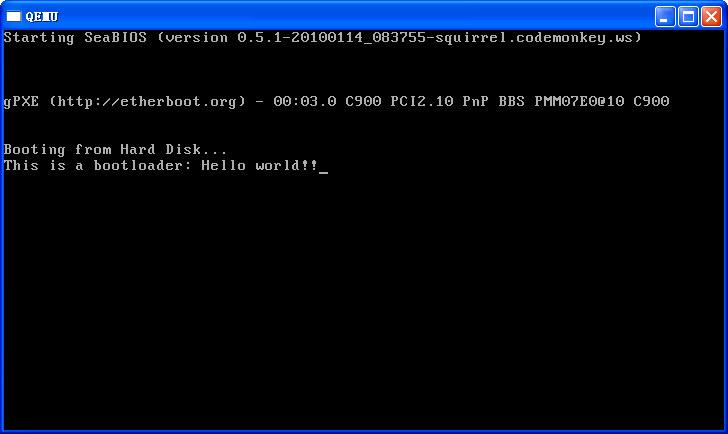 QEMU
Starting SeaBIOS (version 0.5.1-20100114_083755-squirrel.codemonkey.ws)
gPXE (http://etherboot.org) - 00:03.0 C900 PCI2.10 PnP BBS PMM07E0@10 C900
Booting from Hard Disk...
This is a bootloader: Hello world!!_